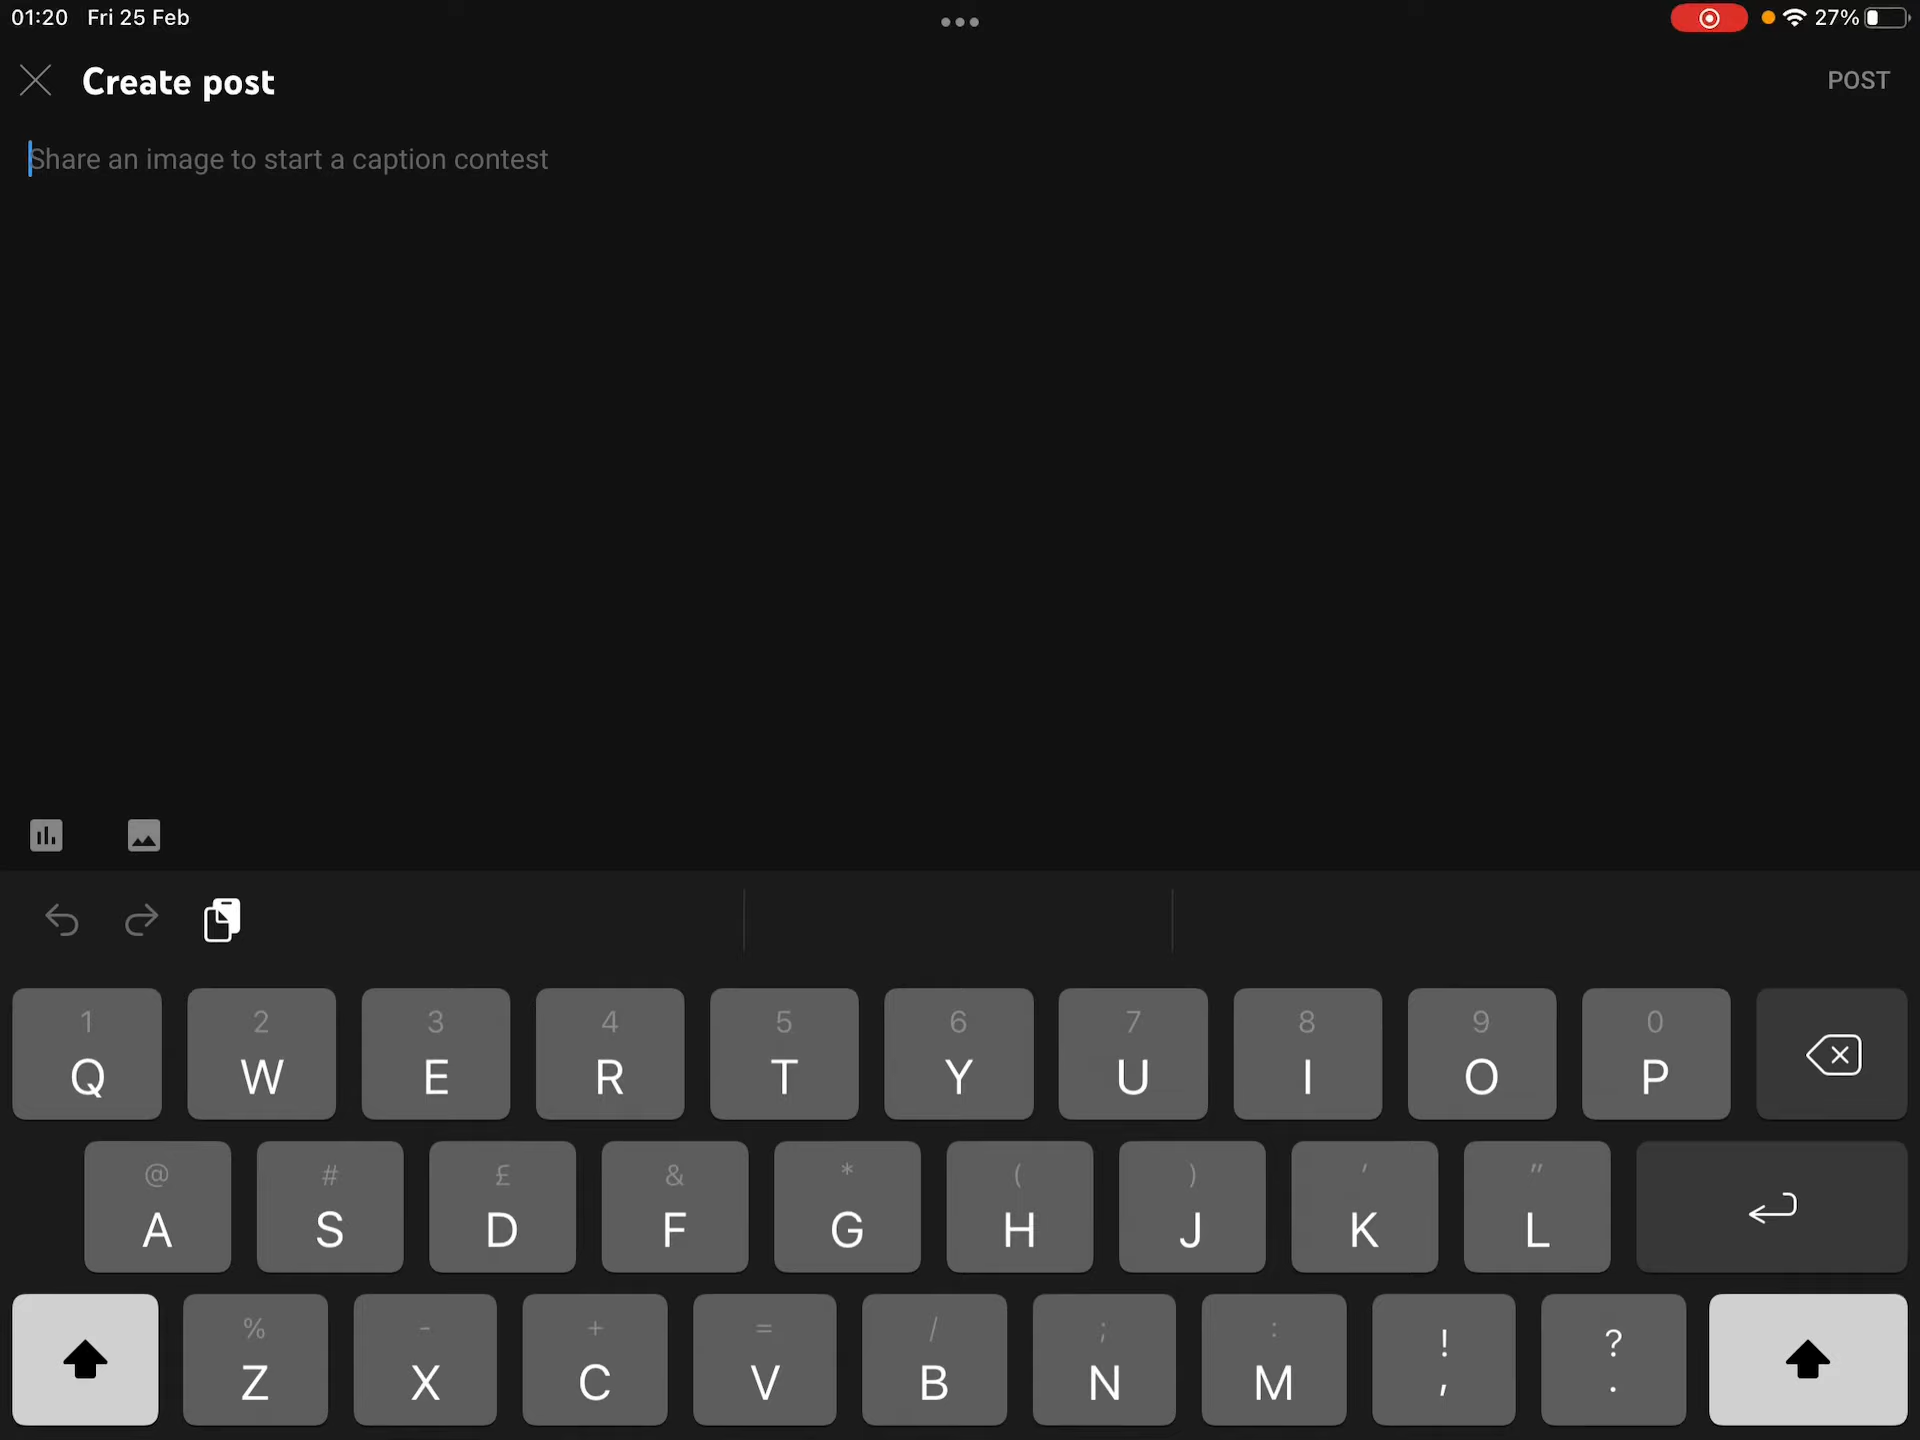 01:20 Fri 25 Feb
27%
Create post
POST
Share an image to start a caption contest
1 2 3 4 5 6 7 8 9 0
Q W E R T Y U I O P
@ # £ & * ( ) ' "
A S D F G H J K L
% - + = / ; : ! ?
Z X C V B N M , .